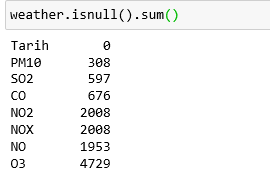 weather.isnull().sum()
Tarih 0
PM10 308
SO2 597
CO 676
NO2 2008
NOX 2008
NO 1953
O3 4729